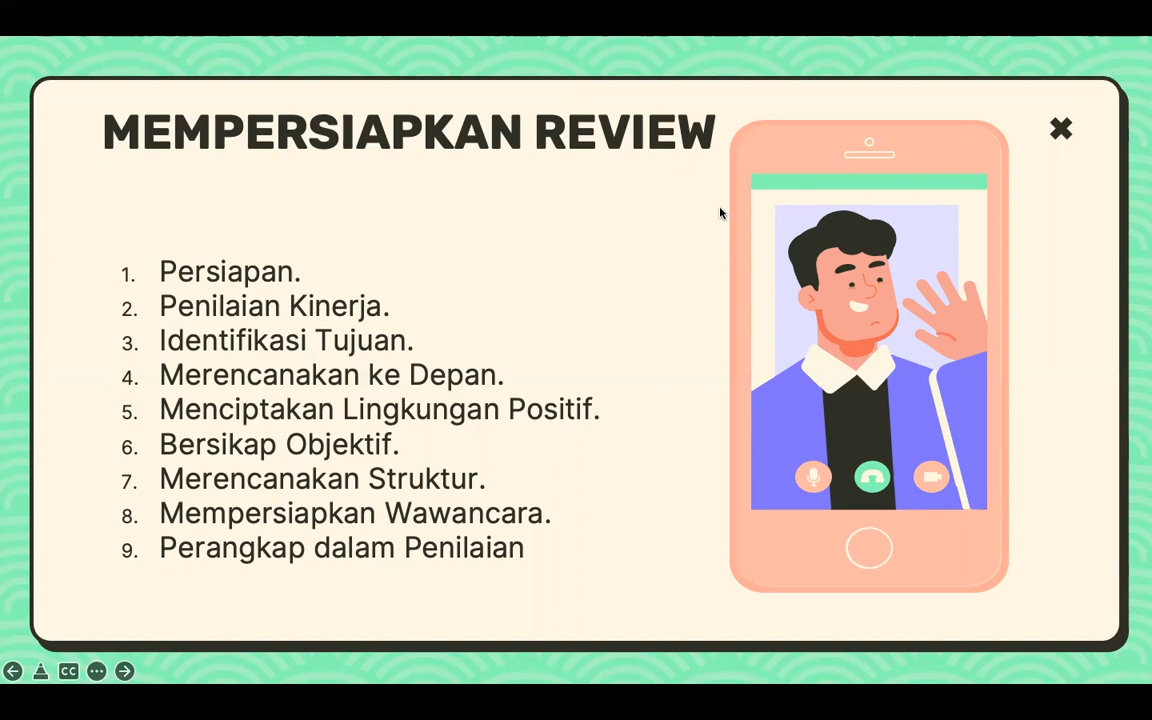 MEMPERSIAPKAN REVIEW
1. Persiapan.
2. Penilaian Kinerja.
3. Identifikasi Tujuan.
4. Merencanakan ke Depan.
5. Menciptakan Lingkungan Positif.
6. Bersikap Objektif.
7. Merencanakan Struktur.
8. Mempersiapkan Wawancara.
9. Perangkap dalam Penilaian
CC